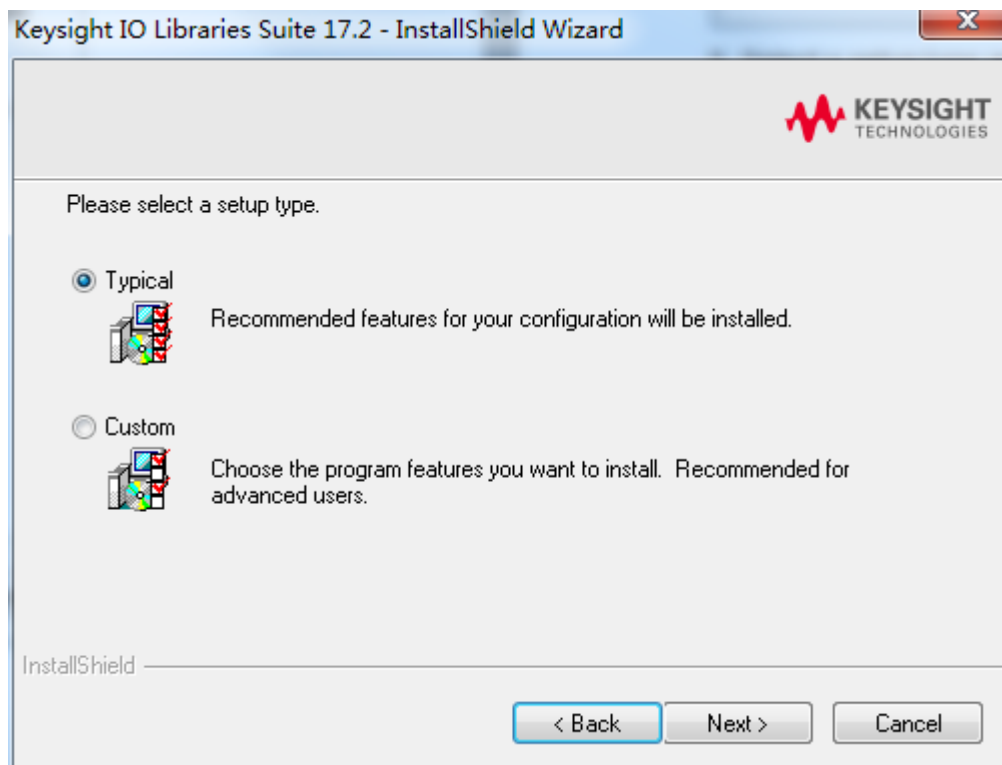 Keysight IO Libraries Suite 17.2 - InstallShield Wizard
KEYSIGHT
TECHNOLOGIES
Please select a setup type.
Typical
Recommended features for your configuration will be installed.
Custom
Choose the program features you want to install.  Recommended for
advanced users.
InstallShield
< Back
Next >
Cancel